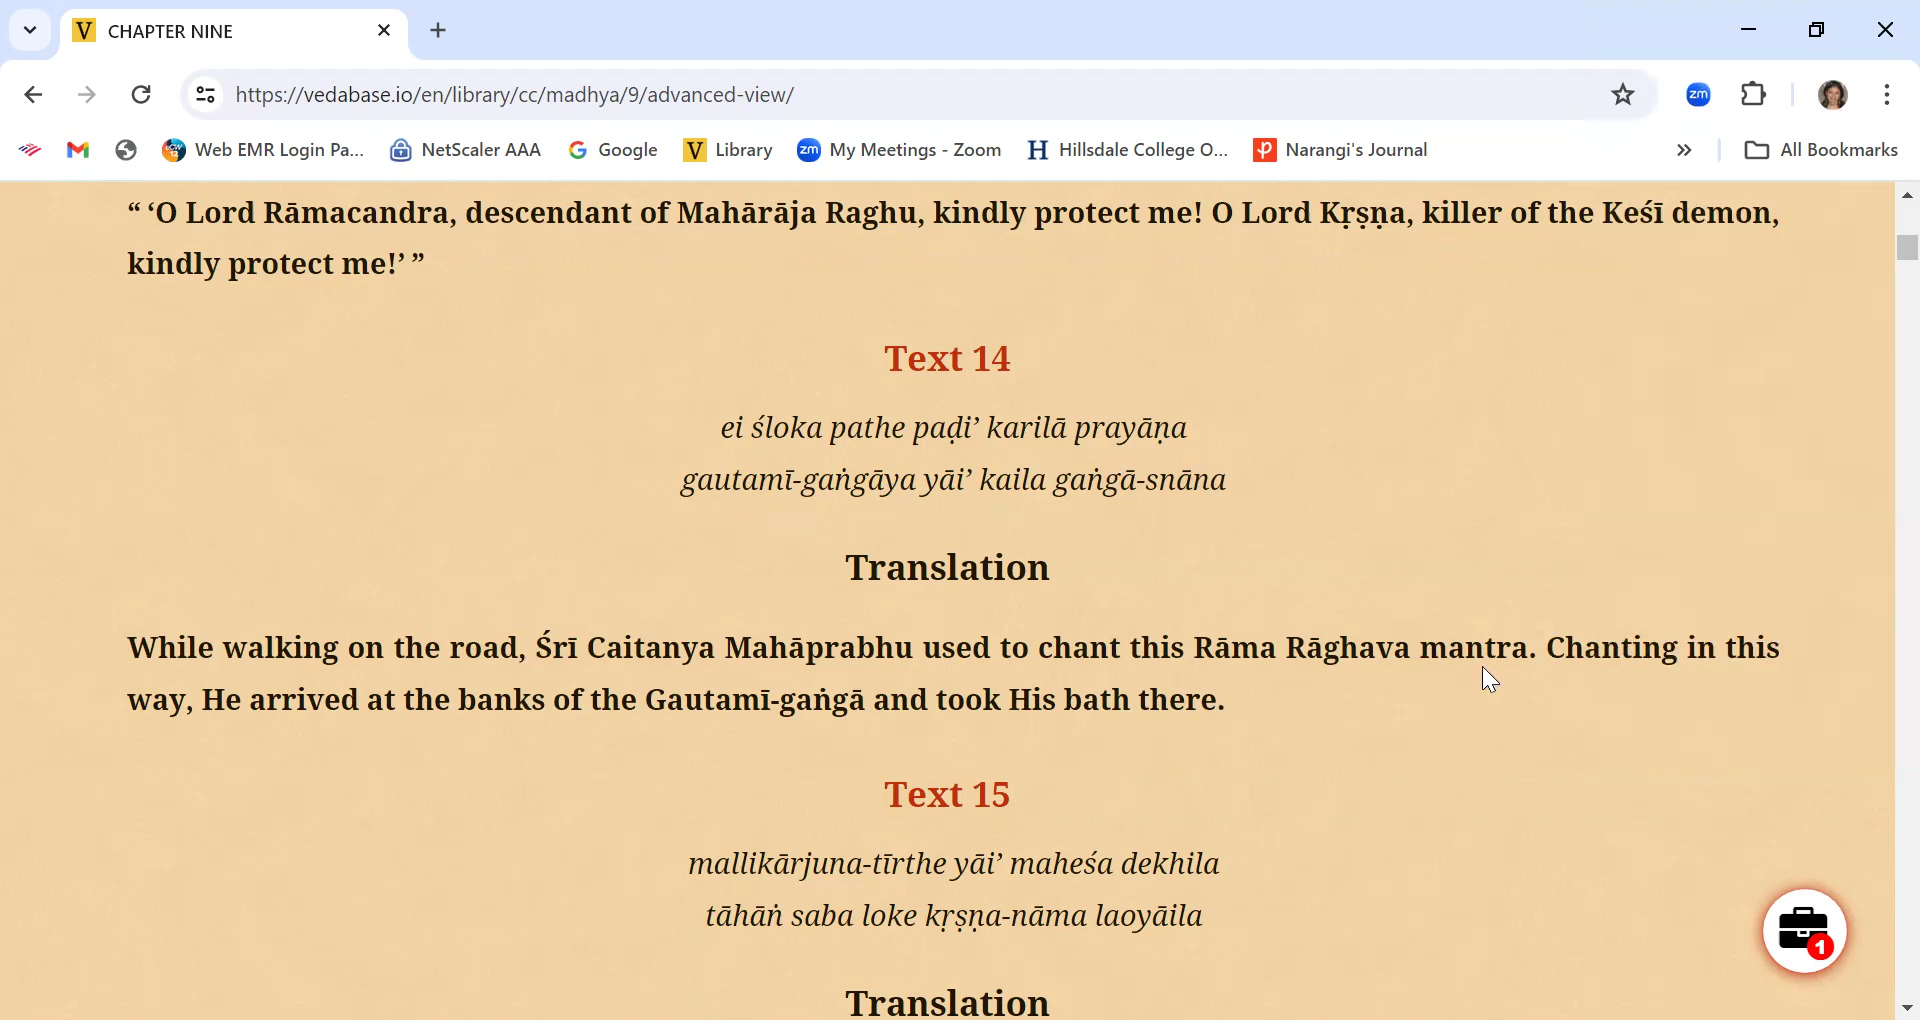 V CHAPTER NINE
https://vedabase.io/en/library/cc/madhya/9/advanced-view/
zm
Web EMR Login Pa... NetScaler AAA Google V Library zm My Meetings - Zoom H Hillsdale College O... Narangi's Journal » All Bookmarks
“ ‘O Lord Rāmacandra, descendant of Mahārāja Raghu, kindly protect me! O Lord Kṛṣṇa, killer of the Keśī demon,
kindly protect me!’ ”
Text 14
ei śloka pathe paḍi’ karilā prayāṇa
gautamī-gaṅgāya yāi’ kaila gaṅgā-snāna
Translation
While walking on the road, Śrī Caitanya Mahāprabhu used to chant this Rāma Rāghava mantra. Chanting in this
way, He arrived at the banks of the Gautamī-gaṅgā and took His bath there.
Text 15
mallikārjuna-tīrthe yāi’ maheśa dekhila
tāhāṅ saba loke kṛṣṇa-nāma laoyāila
1
Translation